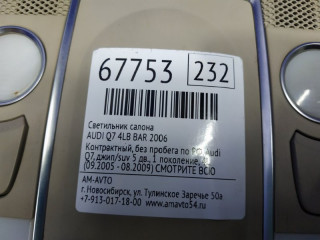 67753 232
Светильник салона
AUDI Q7 4LB BAR 2006
Контрактный, без пробега по РФ Audi
Q7, джип/suv 5 дв., 1 поколение
(09.2005 - 08.2009) СМОТРИТЕ ВСЮ
АМ-АВТО
г. Новосибирск, ул. Тулинское Заречье 50а
+7-913-017-18-00 www.amavto54.ru